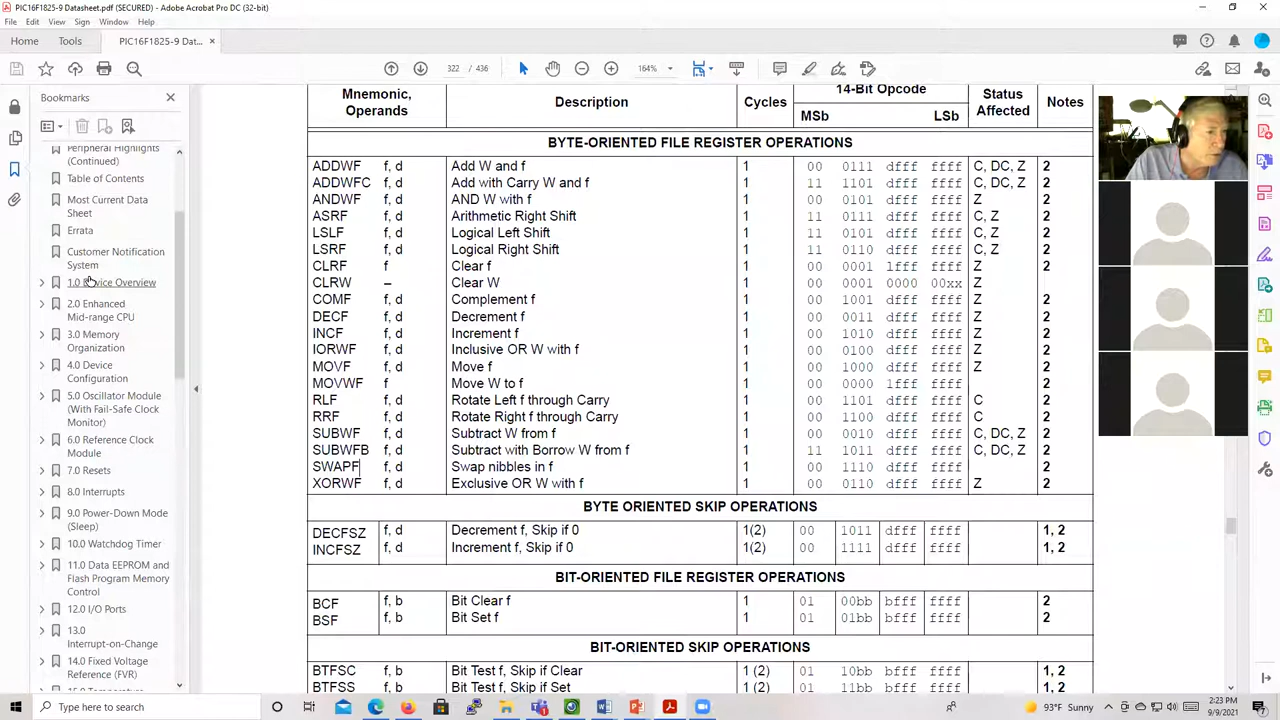 PIC16F1825-9 Datasheet.pdf (SECURED) - Adobe Acrobat Pro DC (32-bit)
File Edit View Sign Window Help
Home Tools PIC16F1825-9 Dat... ×
322 / 436 164%
Bookmarks
Peripheral Highlights
(Continued)
Table of Contents
Most Current Data
Sheet
Errata
Customer Notification
System
1.0 Device Overview
2.0 Enhanced
Mid-range CPU
3.0 Memory
Organization
4.0 Device
Configuration
5.0 Oscillator Module
(With Fail-Safe Clock
Monitor)
6.0 Reference Clock
Module
7.0 Resets
8.0 Interrupts
9.0 Power-Down Mode
(Sleep)
10.0 Watchdog Timer
11.0 Data EEPROM and
Flash Program Memory
Control
12.0 I/O Ports
13.0
Interrupt-on-Change
14.0 Fixed Voltage
Reference (FVR)
15.0 Temperature
Mnemonic, Operands Description Cycles 14-Bit Opcode MSb LSb Status Affected Notes
BYTE-ORIENTED FILE REGISTER OPERATIONS
ADDWF f, d Add W and f 1 00 0111 dfff ffff C, DC, Z 2
ADDWFC f, d Add with Carry W and f 1 11 1101 dfff ffff C, DC, Z 2
ANDWF f, d AND W with f 1 00 0101 dfff ffff Z 2
ASRF f, d Arithmetic Right Shift 1 11 0111 dfff ffff C, Z 2
LSLF f, d Logical Left Shift 1 11 0101 dfff ffff C, Z 2
LSRF f, d Logical Right Shift 1 11 0110 dfff ffff C, Z 2
CLRF f Clear f 1 00 0001 lfff ffff Z 2
CLRW – Clear W 1 00 0001 0000 00xx Z
COMF f, d Complement f 1 00 1001 dfff ffff Z 2
DECF f, d Decrement f 1 00 0011 dfff ffff Z 2
INCF f, d Increment f 1 00 1010 dfff ffff Z 2
IORWF f, d Inclusive OR W with f 1 00 0100 dfff ffff Z 2
MOVF f, d Move f 1 00 1000 dfff ffff Z 2
MOVWF f Move W to f 1 00 0000 1fff ffff 2
RLF f, d Rotate Left f through Carry 1 00 1101 dfff ffff C 2
RRF f, d Rotate Right f through Carry 1 00 1100 dfff ffff C 2
SUBWF f, d Subtract W from f 1 00 0010 dfff ffff C, DC, Z 2
SUBWFB f, d Subtract with Borrow W from f 1 11 1011 dfff ffff C, DC, Z 2
SWAPF f, d Swap nibbles in f 1 00 1110 dfff ffff 2
XORWF f, d Exclusive OR W with f 1 00 0110 dfff ffff Z 2
BYTE ORIENTED SKIP OPERATIONS
DECFSZ f, d Decrement f, Skip if 0 1(2) 00 1011 dfff ffff 1, 2
INCFSZ f, d Increment f, Skip if 0 1(2) 00 1111 dfff ffff 1, 2
BIT-ORIENTED FILE REGISTER OPERATIONS
BCF f, b Bit Clear f 1 01 00bb bfff ffff 2
BSF f, b Bit Set f 1 01 01bb bfff ffff 2
BIT-ORIENTED SKIP OPERATIONS
BTFSC f, b Bit Test f, Skip if Clear 1 (2) 01 10bb bfff ffff 1, 2
BTFSS f, b Bit Test f, Skip if Set 1 (2) 01 11bb bfff ffff 1, 2
Type here to search
93°F Sunny
2:23 PM
9/9/2021